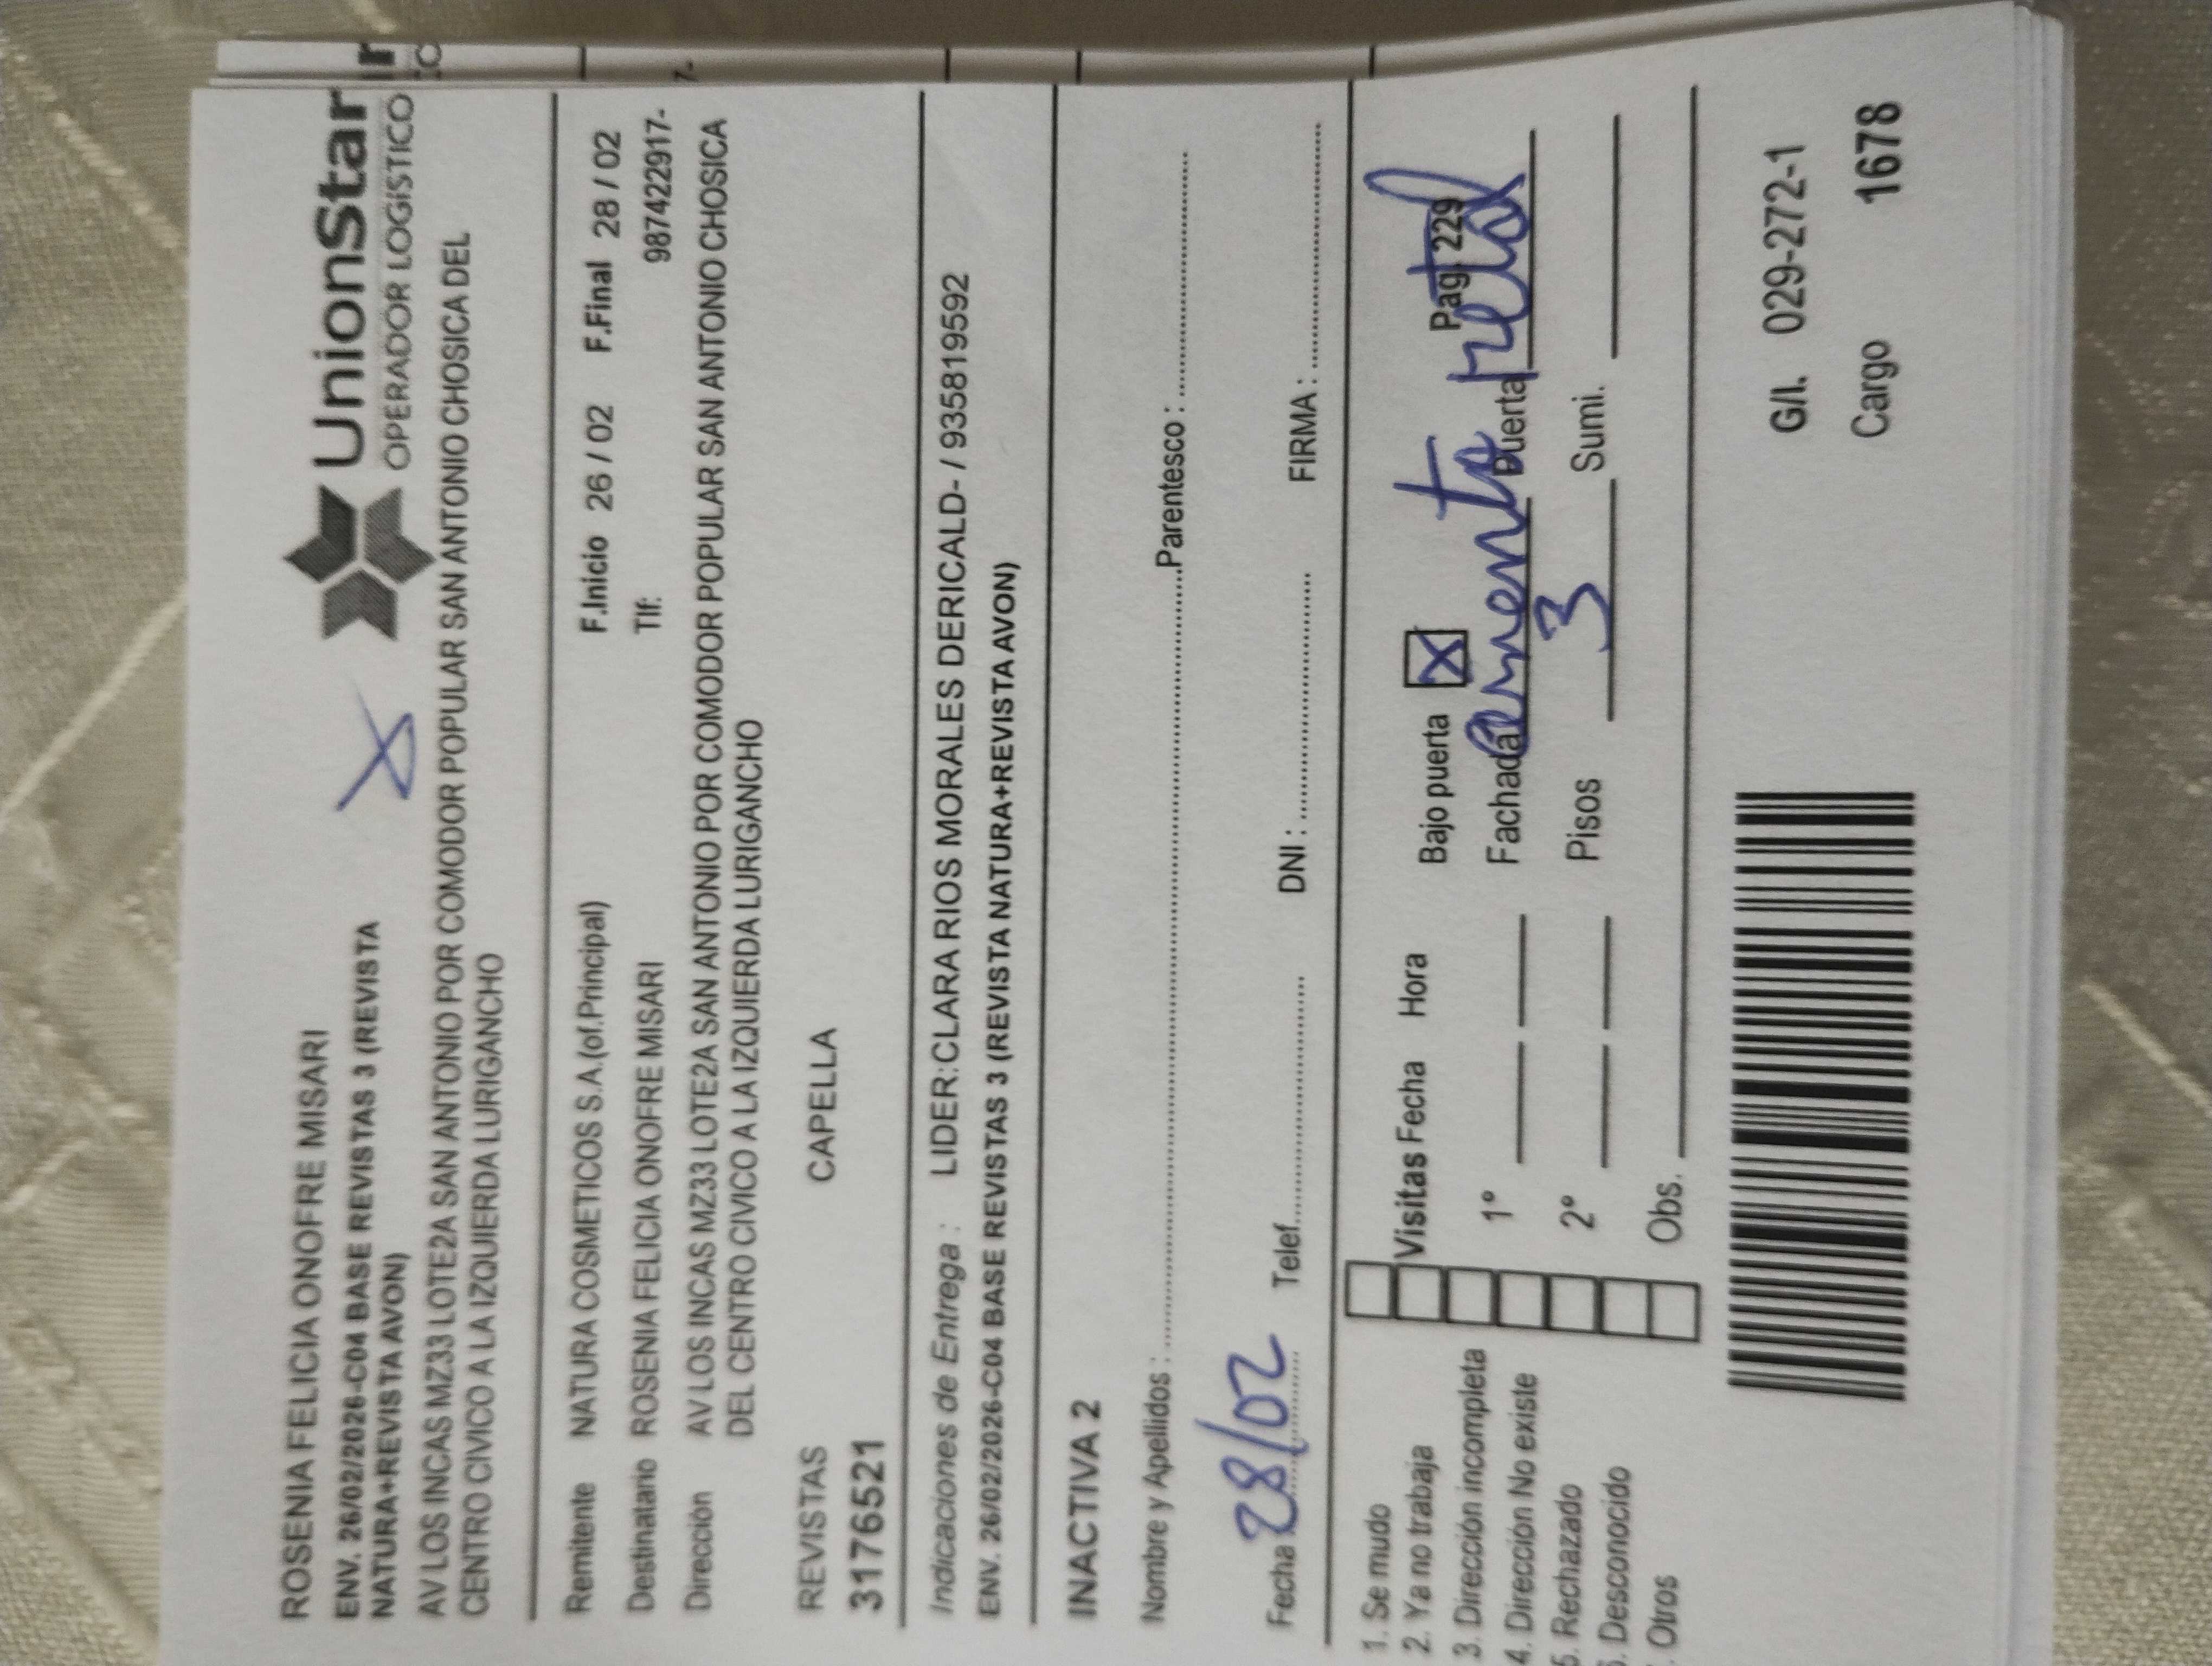 ROSENIA FELICIA ONOFRE MISARI
ENV. 26/02/2026-C04 BASE REVISTAS 3 (REVISTA
NATURA+REVISTA AVON)
UnionStar
OPERADOR LOGISTICO
AV LOS INCAS MZ33 LOTE2A SAN ANTONIO POR COMODOR POPULAR SAN ANTONIO CHOSICA DEL
CENTRO CIVICO A LA IZQUIERDA LURIGANCHO
Remitente NATURA COSMETICOS S.A.(of.Principal) F.Inicio 26 / 02 F.Final 28 / 02
Destinatario ROSENIA FELICIA ONOFRE MISARI Tlf: 987422917-
Dirección AV LOS INCAS MZ33 LOTE2A SAN ANTONIO POR COMODOR POPULAR SAN ANTONIO CHOSICA
DEL CENTRO CIVICO A LA IZQUIERDA LURIGANCHO
REVISTAS CAPELLA
3176521
Indicaciones de Entrega : LIDER:CLARA RIOS MORALES DERICALD- / 935819592
ENV. 26/02/2026-C04 BASE REVISTAS 3 (REVISTA NATURA+REVISTA AVON)
INACTIVA 2
Nombre y Apellidos : Parentesco :
Fecha 28/02 Telef. DNI : FIRMA :
1. Se mudo
2. Ya no trabaja
3. Dirección incompleta
4. Dirección No existe
5. Rechazado
6. Desconocido
. Otros
Visitas Fecha Hora Bajo puerta X Pag. 229
1° Fachada Puerta
2° Pisos 3 Sumi.
Obs.
G/I. 029-272-1
Cargo 1678